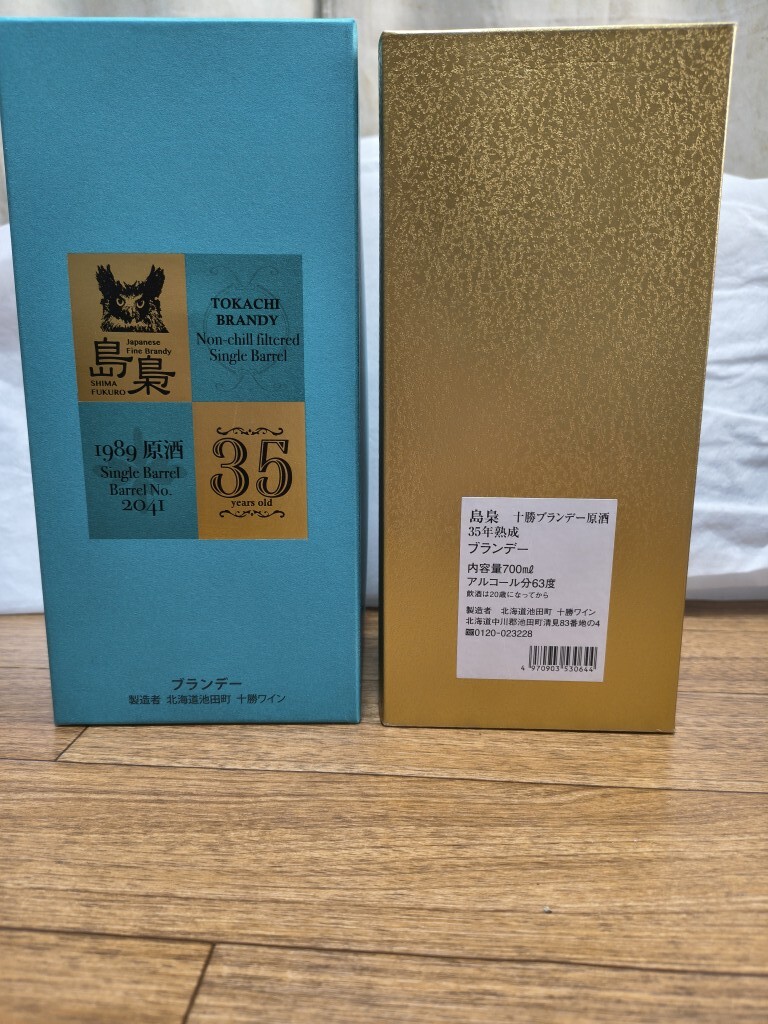 Japanese
Fine Brandy
島梟
SHIMA
FUKURO
TOKACHI
BRANDY
Non-chill filtered
Single Barrel
1989 原酒
Single Barrel
Barrel No.
2041
35
years old
ブランデー
製造者 北海道池田町 十勝ワイン
島梟 十勝ブランデー原酒
35年熟成
ブランデー
内容量700㎖
アルコール分63度
飲酒は20歳になってから
製造者 北海道池田町 十勝ワイン
北海道中川郡池田町清見83番地の4
☎0120-023228
4 970903 530644